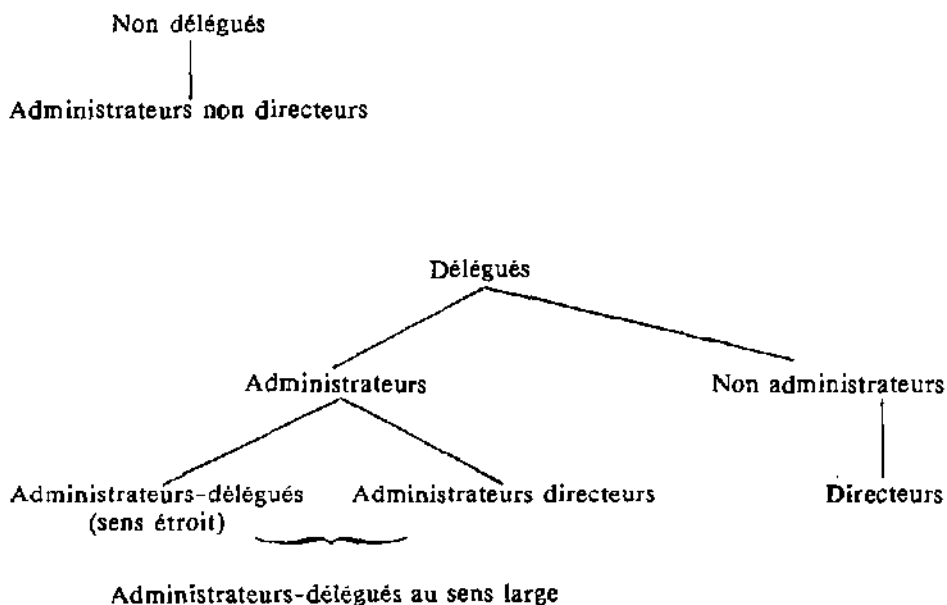 Non délégués
Administrateurs non directeurs
Délégués
Administrateurs
Non administrateurs
Administrateurs-délégués
(sens étroit)
Administrateurs directeurs
Directeurs
Administrateurs-délégués au sens large